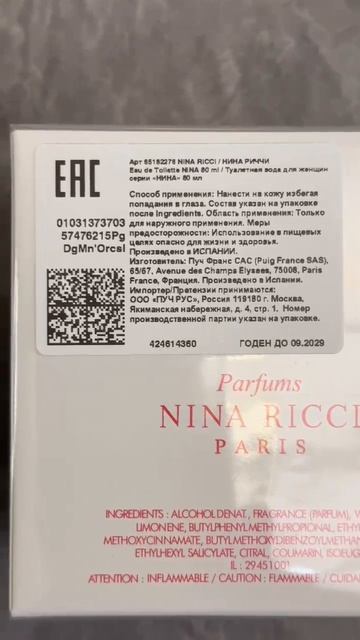 EAC
Арт 65182276 NINA RICCI / НИНА РИЧЧИ
Eau de Toilette NINA 80 ml / Туалетная вода для женщин
серии «НИНА» 80 мл
Способ применения: Нанести на кожу избегая
попадания в глаза. Состав указан на упаковке
после Ingredients. Область применения: Только
для наружного применения. Меры
предосторожности: Использование в пищевых
целях опасно для жизни и здоровья.
Произведено в ИСПАНИИ.
Изготовитель: Пуч Франс САС (Puig France SAS),
65/67, Avenue des Champs Elysees, 75008, Paris
France, Франция. Произведено в Испании.
Импортер/Претензии принимаются:
ООО «ПУЧ РУС», Россия 119180 г. Москва,
Якиманская набережная, д. 4, стр. 1. Номер
производственной партии указан на упаковке.
01031373703
57476215Pg
DgMn'Orcsl
424614360 ГОДЕН ДО 09.2029
Parfums
NINA RICCI
PARIS
INGREDIENTS : ALCOHOL DENAT., FRAGRANCE (PARFUM), W
LIMONENE, BUTYLPHENYL METHYLPROPIONAL, ETHY
METHOXYCINNAMATE, BUTYL METHOXYDIBENZOYLMETHAN
ETHYLHEXYL SALICYLATE, CITRAL, COUMARIN, ISOEUG
IL : 29451001
ATTENTION : INFLAMMABLE / CAUTION : FLAMMABLE / CUIDA